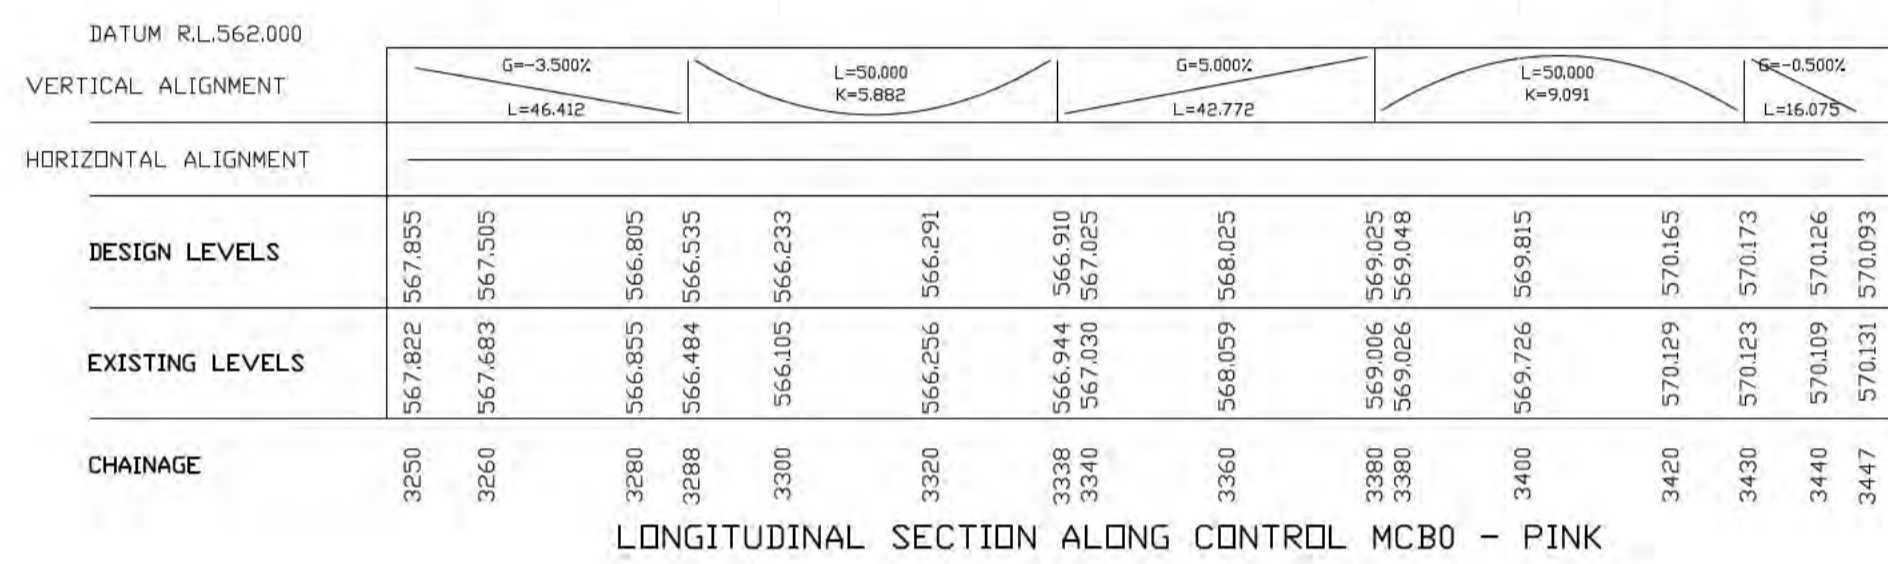 DATUM R.L.562.000
VERTICAL ALIGNMENT
G=-3.500%
L=46.412
L=50.000
K=5.882
G=5.000%
L=42.772
L=50.000
K=9.091
G=-0.500%
L=16.075
HORIZONTAL ALIGNMENT
DESIGN LEVELS 567.855 567.505 566.805 566.535 566.233 566.291 566.910 567.025 568.025 569.025 569.048 569.815 570.165 570.173 570.126 570.093
EXISTING LEVELS 567.822 567.683 566.855 566.484 566.105 566.256 566.944 567.030 568.059 569.006 569.026 569.726 570.129 570.123 570.109 570.131
CHAINAGE 3250 3260 3280 3288 3300 3320 3338 3340 3360 3380 3380 3400 3420 3430 3440 3447
LONGITUDINAL SECTION ALONG CONTROL MCB0 - PINK